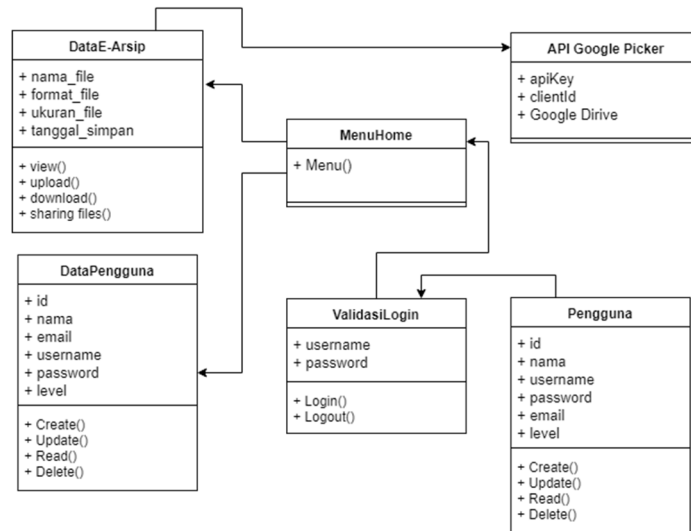 DataE-Arsip
+ nama_file
+ format_file
+ ukuran_file
+ tanggal_simpan
+ view()
+ upload()
+ download()
+ sharing files()
API Google Picker
+ apiKey
+ clientId
+ Google Dirive
MenuHome
+ Menu()
DataPengguna
+ id
+ nama
+ email
+ username
+ password
+ level
+ Create()
+ Update()
+ Read()
+ Delete()
ValidasiLogin
+ username
+ password
+ Login()
+ Logout()
Pengguna
+ id
+ nama
+ username
+ password
+ email
+ level
+ Create()
+ Update()
+ Read()
+ Delete()